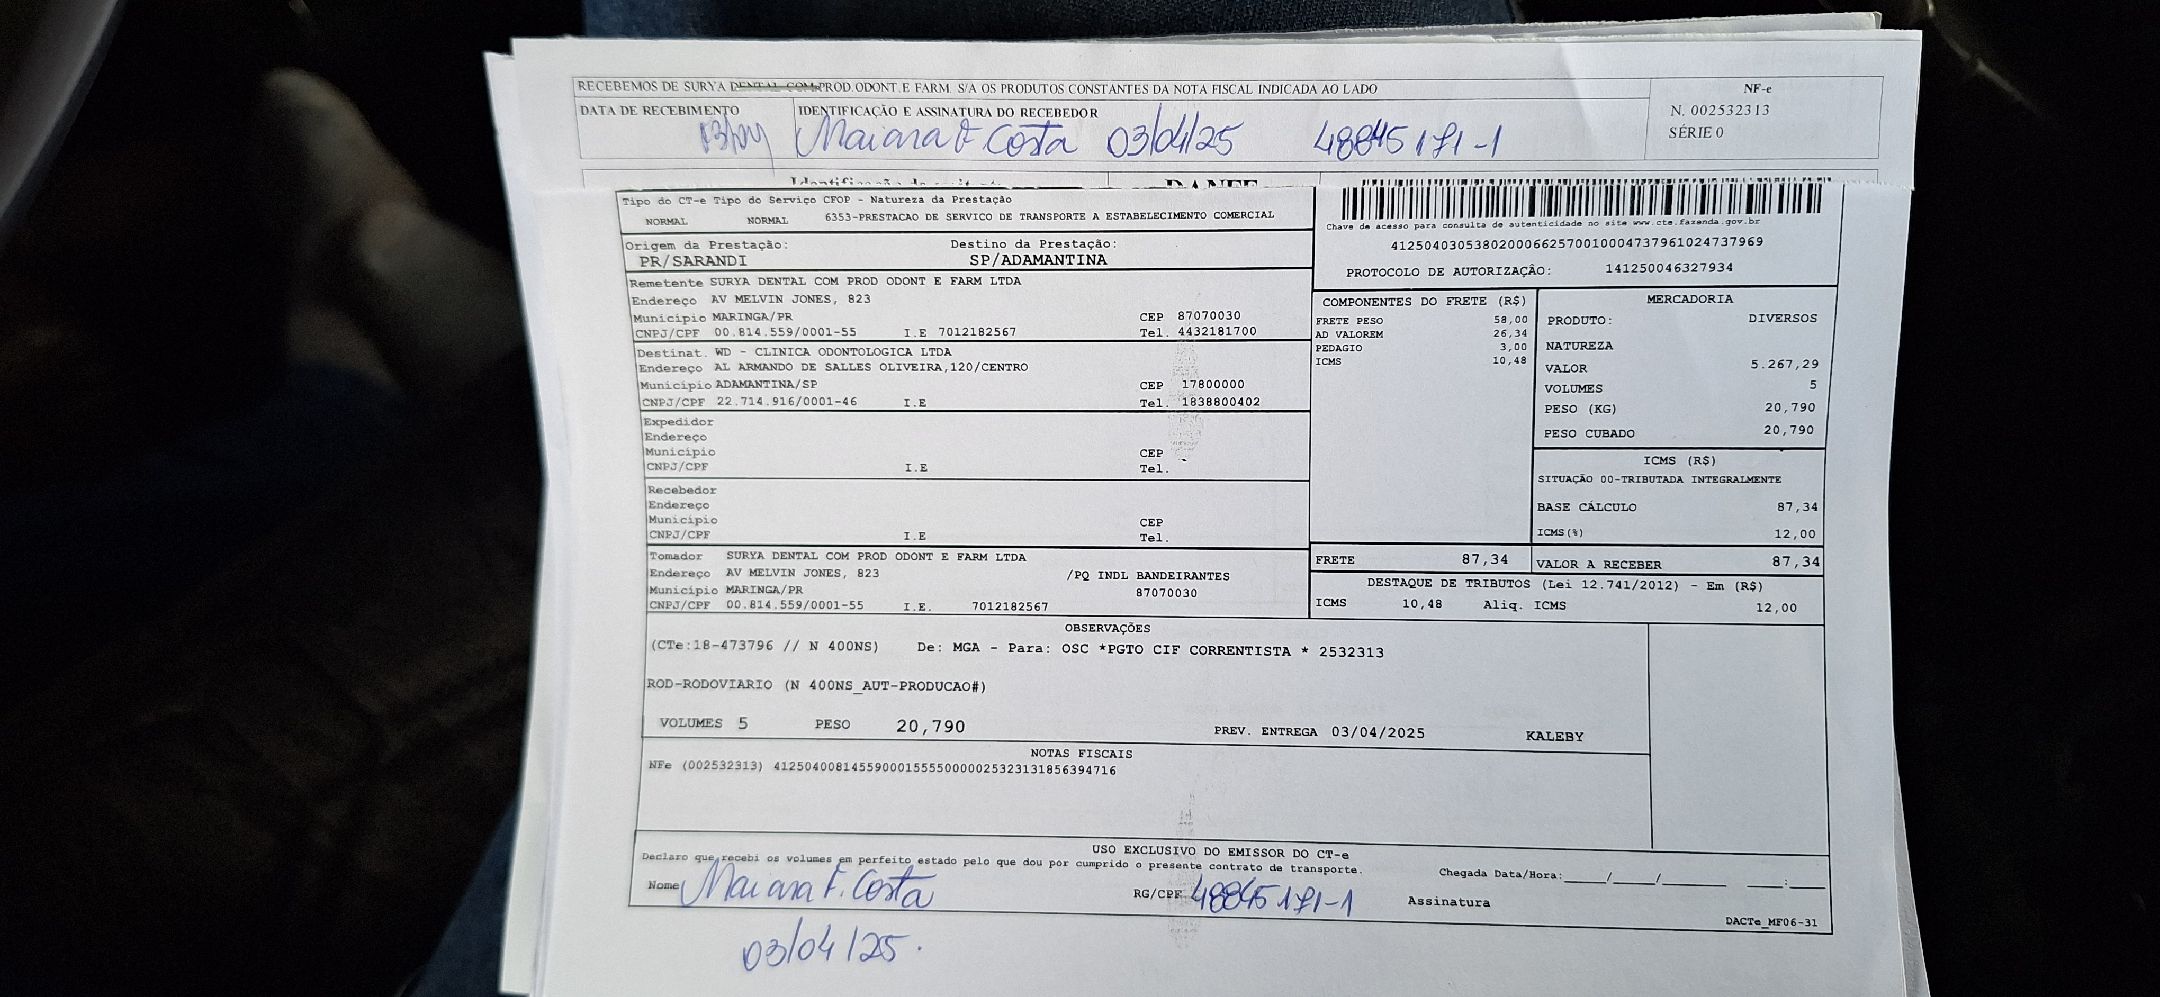 RECEBEMOS DE SURYA DENTAL COM PROD.ODONT.E FARM. S/A OS PRODUTOS CONSTANTES DA NOTA FISCAL INDICADA AO LADO
NF-e
N. 002532313
SÉRIE 0
DATA DE RECEBIMENTO IDENTIFICAÇÃO E ASSINATURA DO RECEBEDOR
03/04 Maiara F Costa 03/04/25 48845171-1
DANFE
Tipo do CT-e Tipo do Serviço CFOP - Natureza da Prestação
NORMAL NORMAL 6353-PRESTACAO DE SERVICO DE TRANSPORTE A ESTABELECIMENTO COMERCIAL
Origem da Prestação: Destino da Prestação:
PR/SARANDI SP/ADAMANTINA
Remetente SURYA DENTAL COM PROD ODONT E FARM LTDA
Endereço AV MELVIN JONES, 823
Município MARINGA/PR CEP 87070030
CNPJ/CPF 00.814.559/0001-55 I.E 7012182567 Tel. 4432181700
Destinat. WD - CLINICA ODONTOLOGICA LTDA
Endereço AL ARMANDO DE SALLES OLIVEIRA,120/CENTRO
Município ADAMANTINA/SP CEP 17800000
CNPJ/CPF 22.714.916/0001-46 I.E Tel. 1838800402
Expedidor
Endereço
Município CEP
CNPJ/CPF I.E Tel.
Recebedor
Endereço
Município CEP
CNPJ/CPF I.E Tel.
Tomador SURYA DENTAL COM PROD ODONT E FARM LTDA
Endereço AV MELVIN JONES, 823 /PQ INDL BANDEIRANTES
Município MARINGA/PR 87070030
CNPJ/CPF 00.814.559/0001-55 I.E. 7012182567
Chave de acesso para consulta de autenticidade no site www.cte.fazenda.gov.br
41250403053802000662570010004737961024737969
PROTOCOLO DE AUTORIZAÇÃO: 141250046327934
COMPONENTES DO FRETE (R$)
FRETE PESO 58,00
AD VALOREM 26,34
PEDAGIO 3,00
ICMS 10,48
MERCADORIA
PRODUTO: DIVERSOS
NATUREZA
VALOR 5.267,29
VOLUMES 5
PESO (KG) 20,790
PESO CUBADO 20,790
ICMS (R$)
SITUAÇÃO 00-TRIBUTADA INTEGRALMENTE
BASE CÁLCULO 87,34
ICMS(%) 12,00
FRETE 87,34 VALOR A RECEBER 87,34
DESTAQUE DE TRIBUTOS (Lei 12.741/2012) - Em (R$)
ICMS 10,48 Aliq. ICMS 12,00
OBSERVAÇÕES
(CTe:18-473796 // N 400NS) De: MGA - Para: OSC *PGTO CIF CORRENTISTA * 2532313
ROD-RODOVIARIO (N 400NS_AUT-PRODUCAO#)
VOLUMES 5 PESO 20,790 PREV. ENTREGA 03/04/2025 KALEBY
NOTAS FISCAIS
NFe (002532313) 41250400814559000155550000025323131856394716
USO EXCLUSIVO DO EMISSOR DO CT-e
Declaro que recebi os volumes em perfeito estado pelo que dou por cumprido o presente contrato de transporte.
Chegada Data/Hora:____/____/______ ___:___
Nome Maiara F. Costa RG/CPF 48845171-1 Assinatura
DACTe_MF06-31
03/04/25.